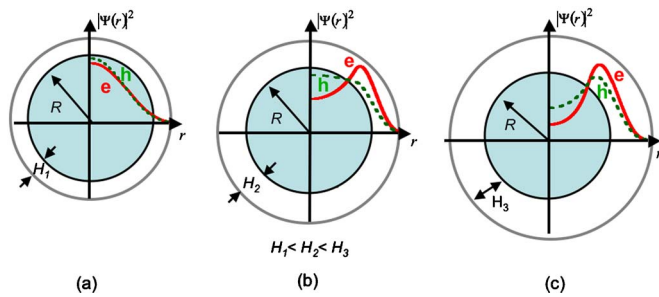 |Ψ(r)|²
h
e
R
r
H₁
(a)
|Ψ(r)|²
e
h
R
r
H₂
H₁< H₂< H₃
(b)
|Ψ(r)|²
e
h
R
r
H₃
(c)